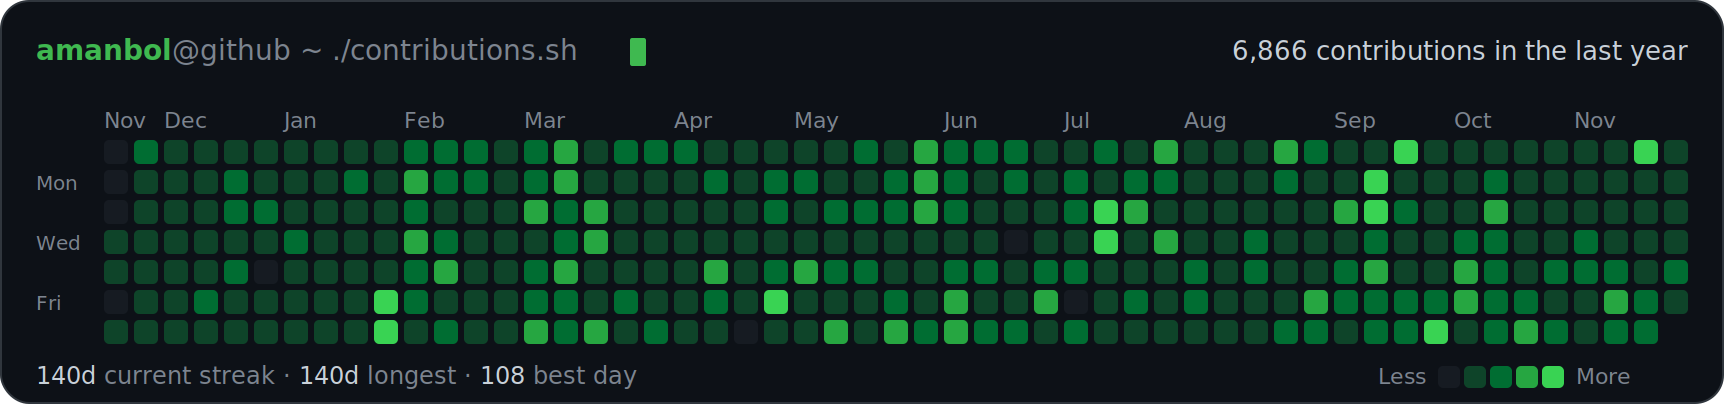 amanbol@github ~ ./contributions.sh
6,866 contributions in the last year
Nov Dec Jan Feb Mar Apr May Jun Jul Aug Sep Oct Nov
Mon
Wed
Fri
140d current streak · 140d longest · 108 best day
Less More